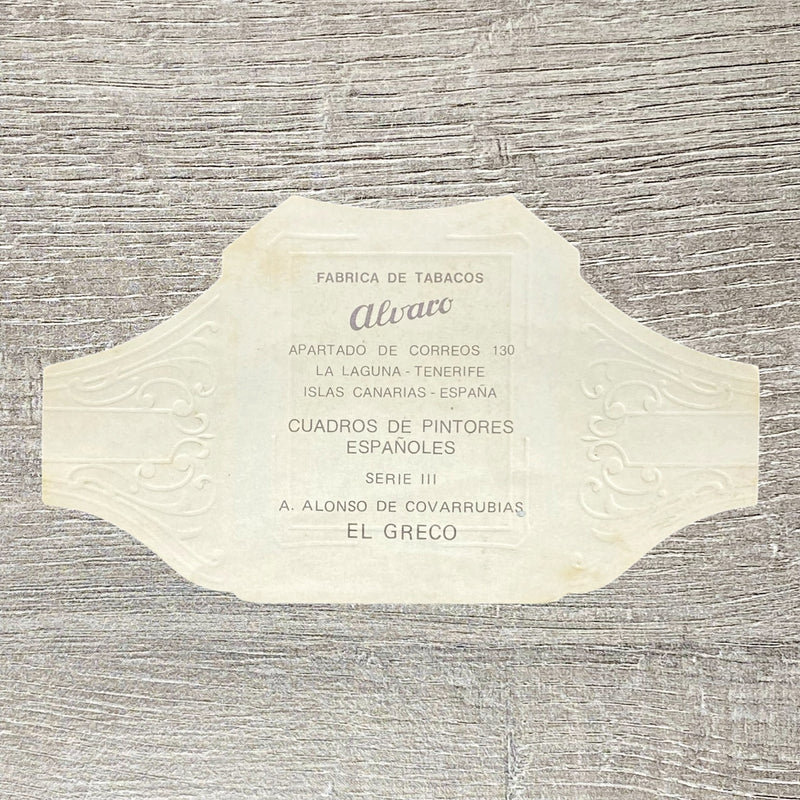 FABRICA DE TABACOS
Alvaro
APARTADO DE CORREOS 130
LA LAGUNA - TENERIFE
ISLAS CANARIAS - ESPAÑA
CUADROS DE PINTORES
ESPAÑOLES
SERIE III
A. ALONSO DE COVARRUBIAS
EL GRECO